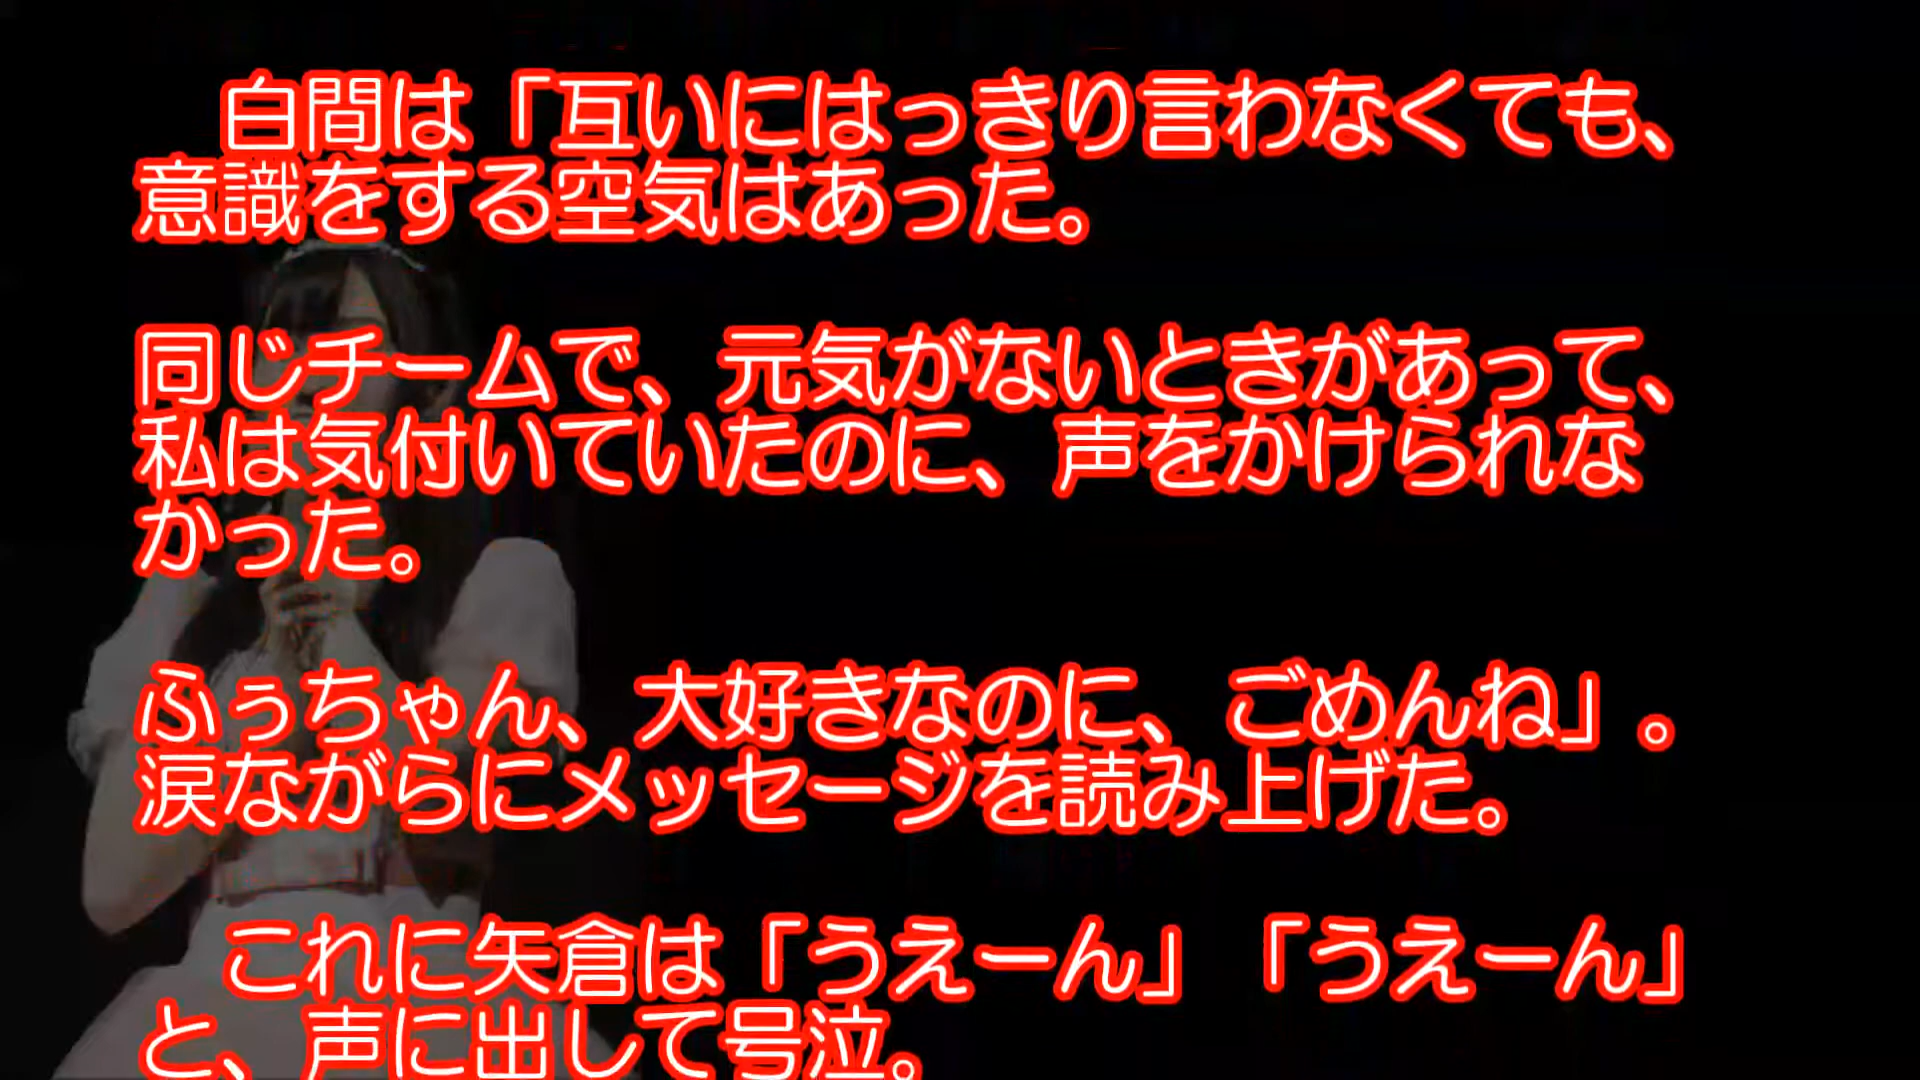 白間は「互いにはっきり言わなくても、
意識をする空気はあった。
同じチームで、元気がないときがあって、
私は気付いていたのに、声をかけられな
かった。
ふぅちゃん、大好きなのに、ごめんね」。
涙ながらにメッセージを読み上げた。
これに矢倉は「うえーん」「うえーん」
と、声に出して号泣。